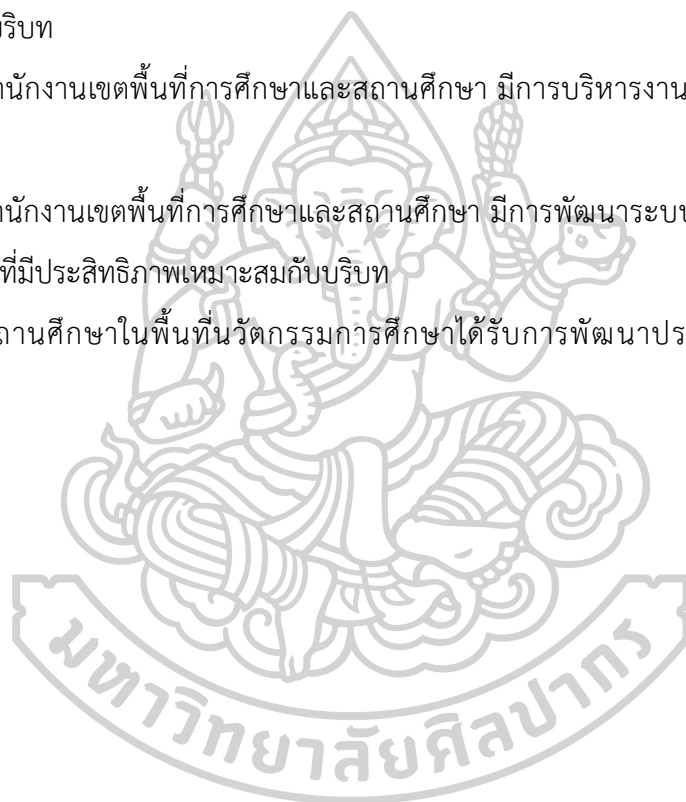 บริบท
านักงานเขตพื้นที่การศึกษาและสถานศึกษา มีการบริหารงาน
านักงานเขตพื้นที่การศึกษาและสถานศึกษา มีการพัฒนาระบบ
ที่มีประสิทธิภาพเหมาะสมกับบริบท
ถานศึกษาในพื้นที่นวัตกรรมการศึกษาได้รับการพัฒนาประ
มหาวิทยาลัยศิลปากร